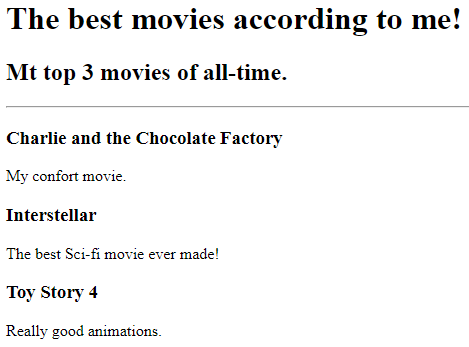 The best movies according to me!
Mt top 3 movies of all-time.
Charlie and the Chocolate Factory
My confort movie.
Interstellar
The best Sci-fi movie ever made!
Toy Story 4
Really good animations.